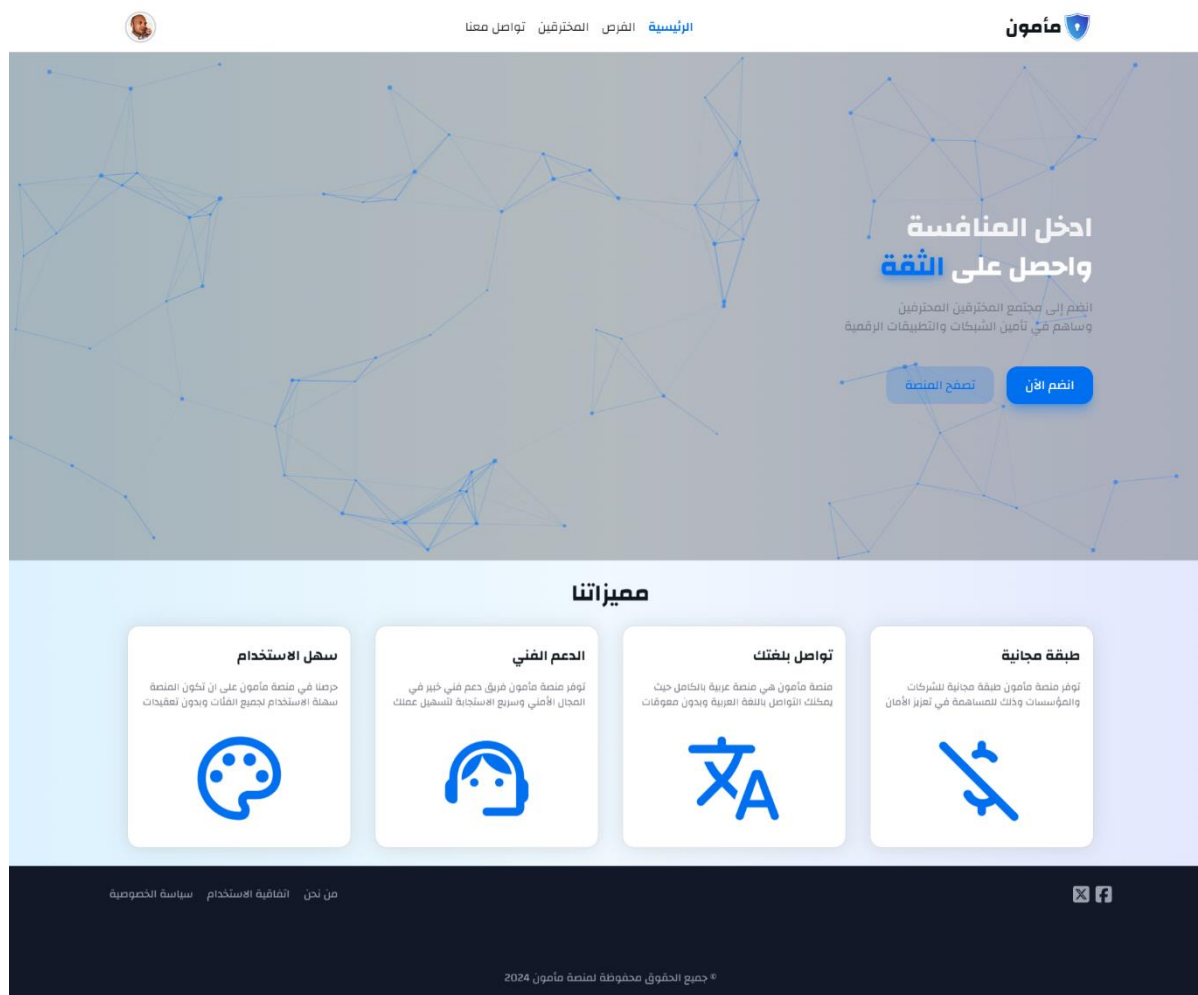 مأمون
الرئيسية الفرص المخترقين تواصل معنا
ادخل المنافسة
واحصل على الثقة
انضم إلى مجتمع المخترقين المحترفين
وساهم في تأمين الشبكات والتطبيقات الرقمية
انضم الآن
تصفح المنصة
مميزاتنا
طبقة مجانية
توفر منصة مأمون طبقة مجانية للشركات
والمؤسسات وذلك للمساهمة في تعزيز الأمان
تواصل بلغتك
منصة مأمون هي منصة عربية بالكامل حيث
يمكنك التواصل باللغة العربية وبدون معوقات
الدعم الفني
توفر منصة مأمون فريق دعم فني خبير في
المجال الأمني وسريع الاستجابة لتسهيل عملك
سهل الاستخدام
حرصنا في منصة مأمون على ان تكون المنصة
سهلة الاستخدام لجميع الفئات وبدون تعقيدات
من نحن اتفاقية الاستخدام سياسة الخصوصية
© جميع الحقوق محفوظة لمنصة مأمون 2024